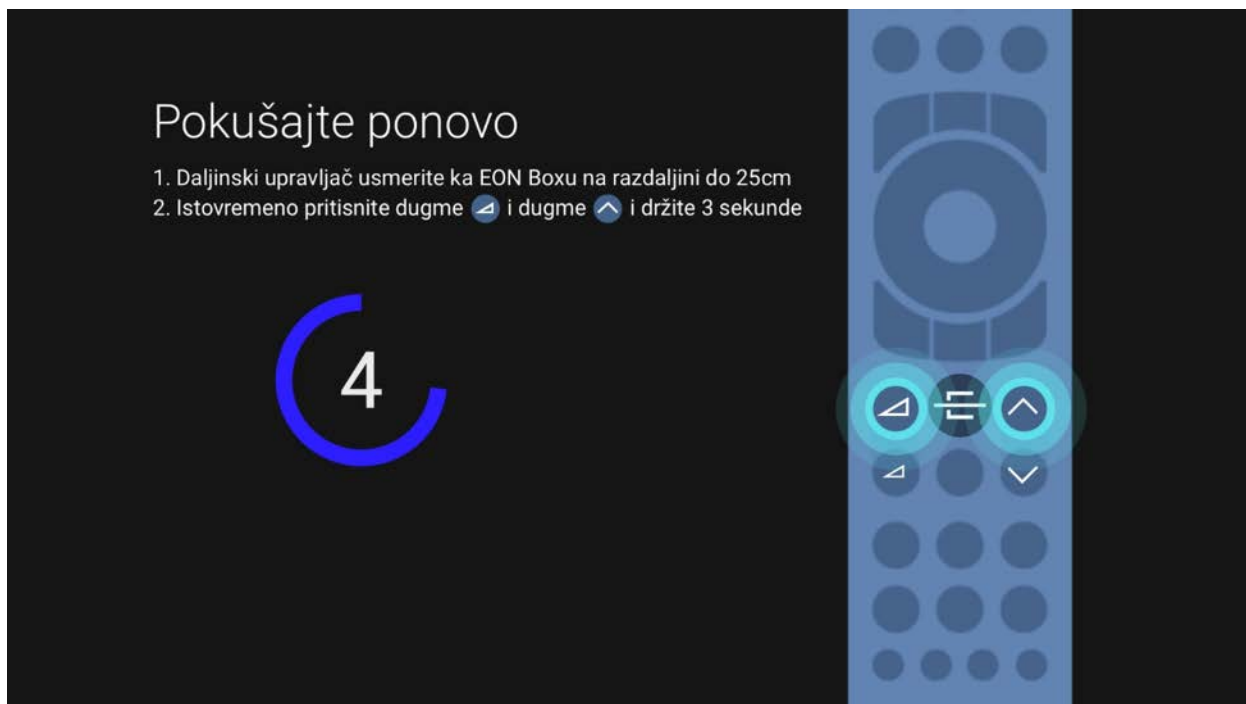 Pokušajte ponovo
1. Daljinski upravljač usmerite ka EON Boxu na razdaljini do 25cm
2. Istovremeno pritisnite dugme i dugme i držite 3 sekunde
4